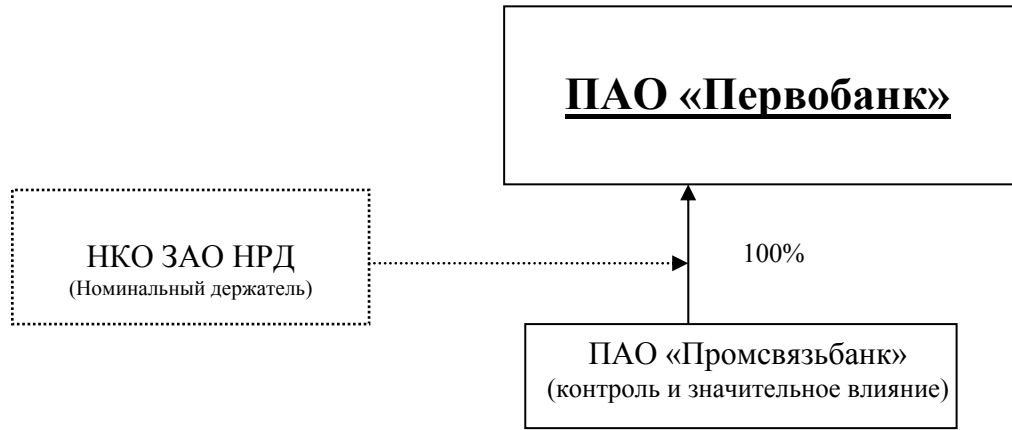 ПАО «Первобанк»
НКО ЗАО НРД
(Номинальный держатель)
100%
ПАО «Промсвязьбанк»
(контроль и значительное влияние)